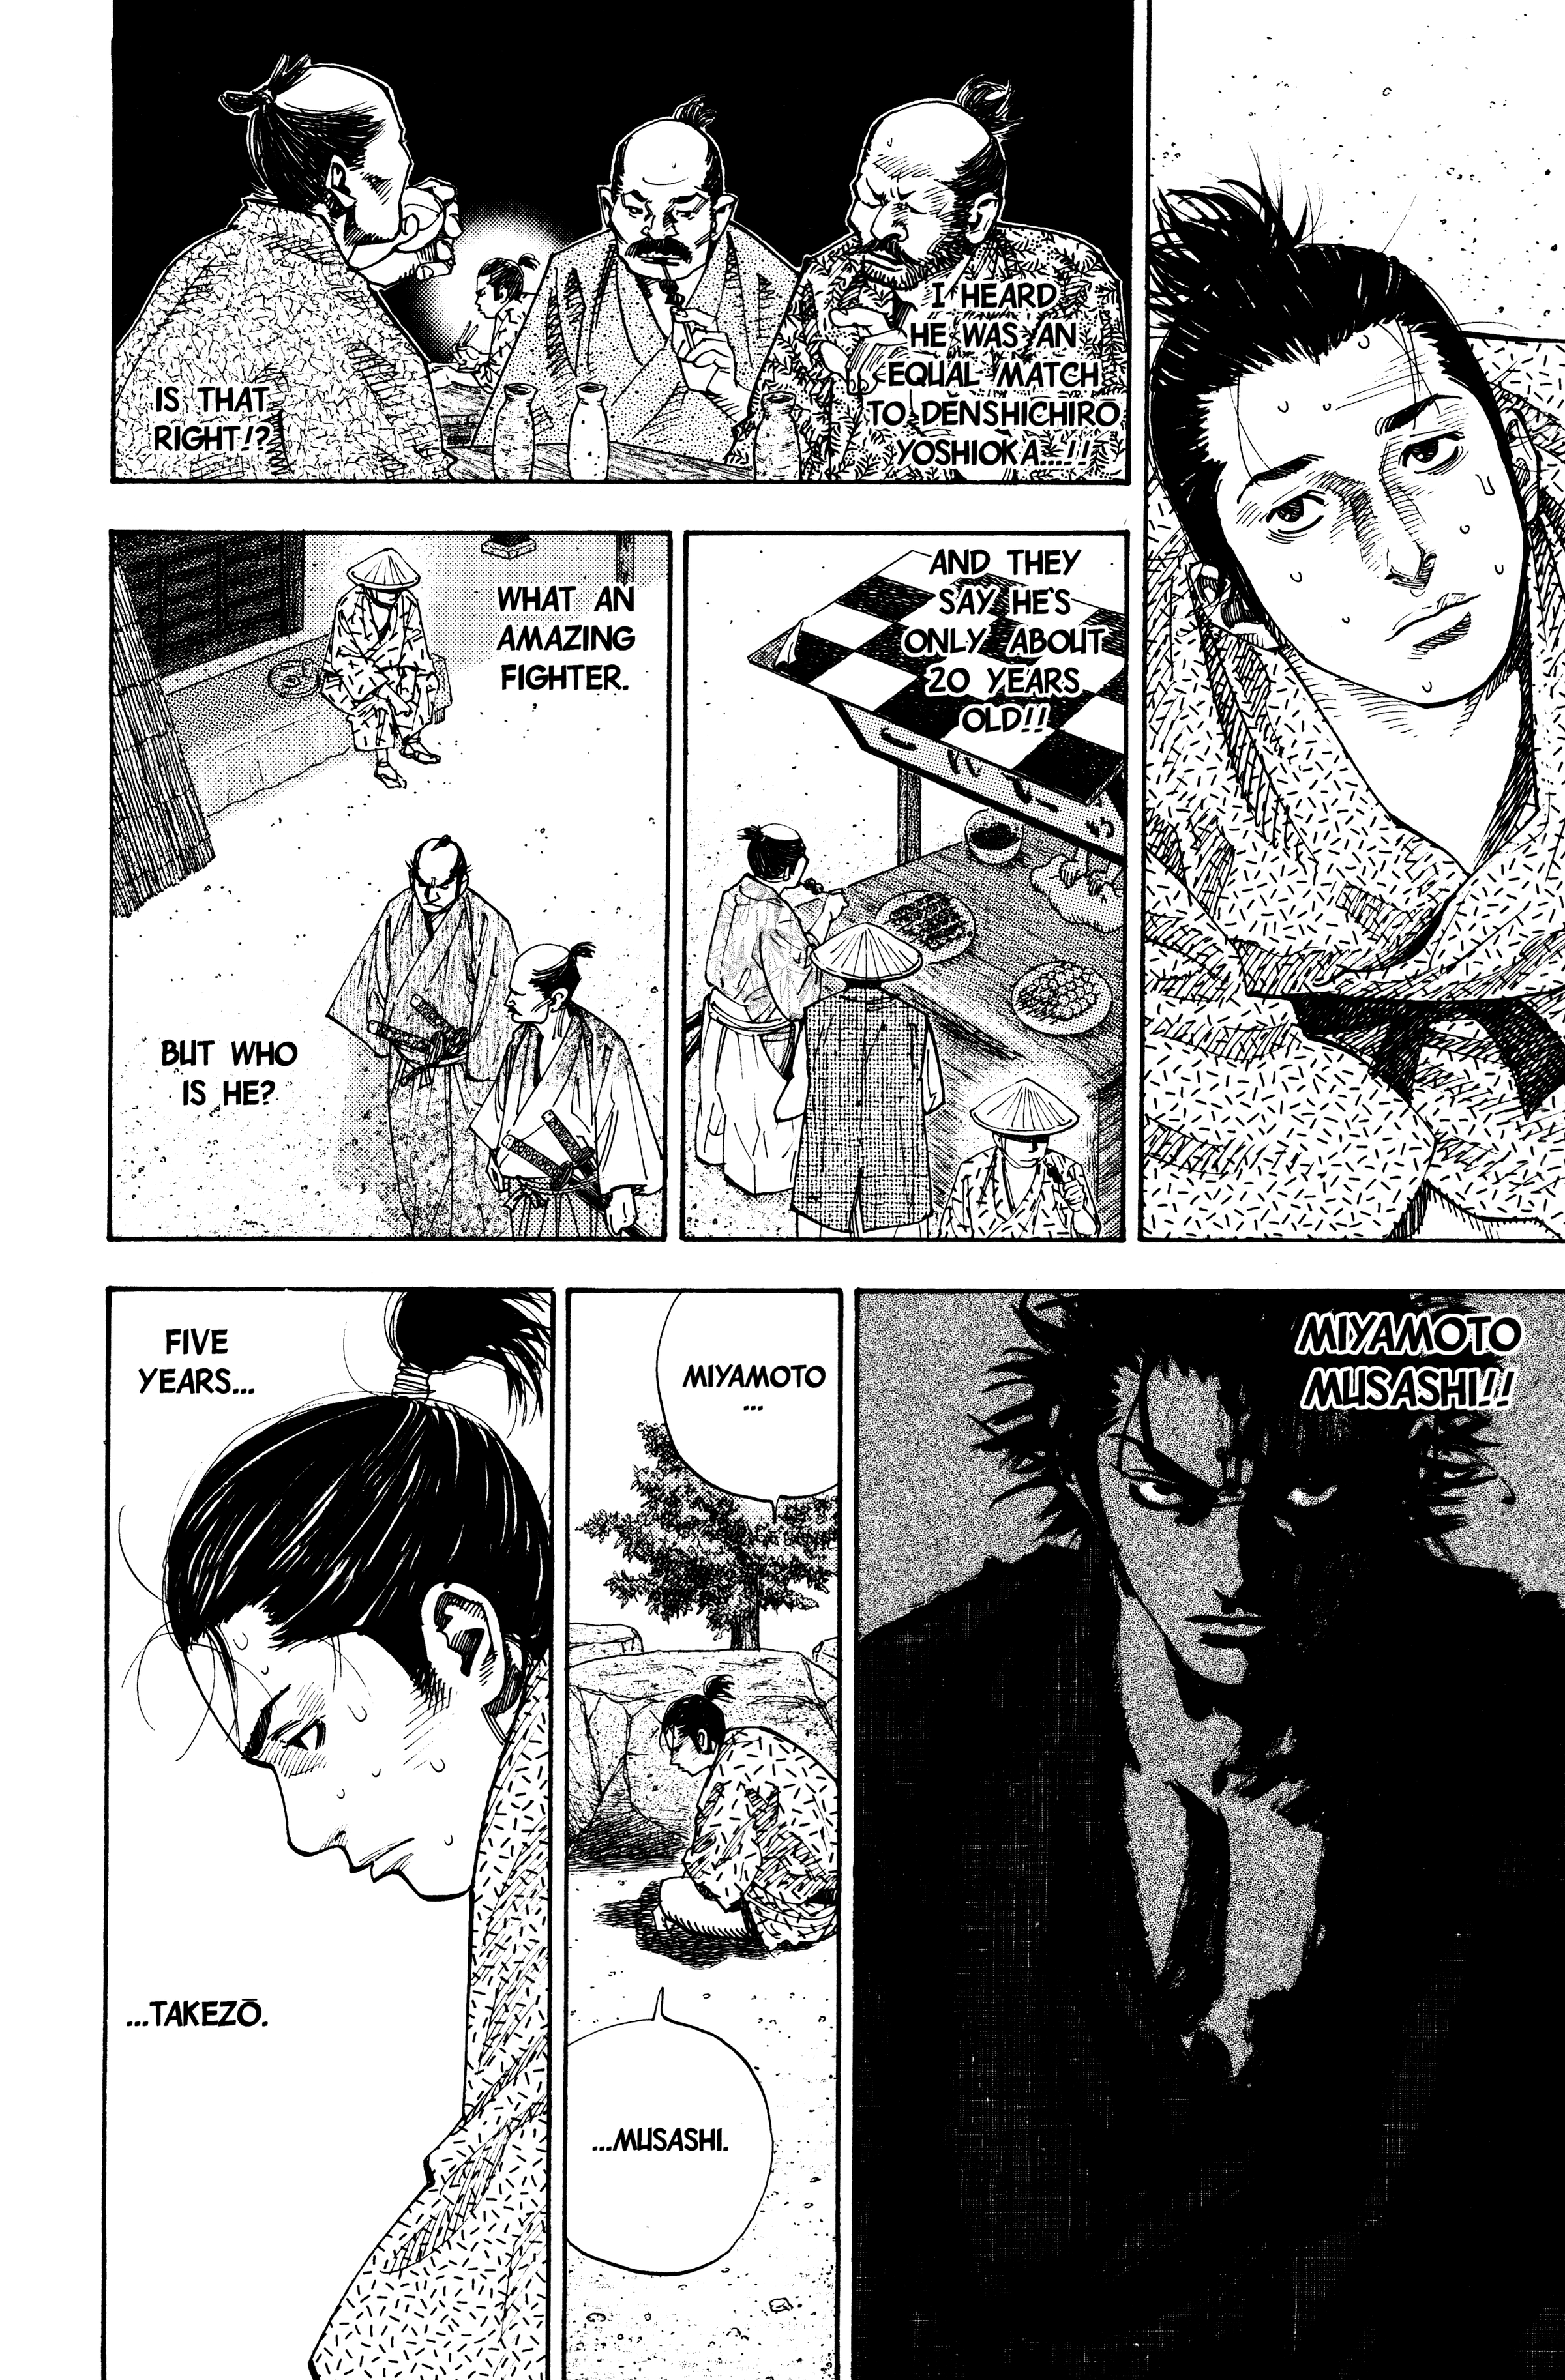 I HEARD
HE WAS AN
EQUAL MATCH
TO DENSHICHIRŌ
YOSHIOKA...!!
IS THAT
RIGHT!?
AND THEY
SAY HE'S
ONLY ABOUT
20 YEARS
OLD!!
WHAT AN
AMAZING
FIGHTER.
BUT WHO
IS HE?
MIYAMOTO
MUSASHI!!
MIYAMOTO
...
...MUSASHI.
FIVE
YEARS...
...TAKEZŌ.